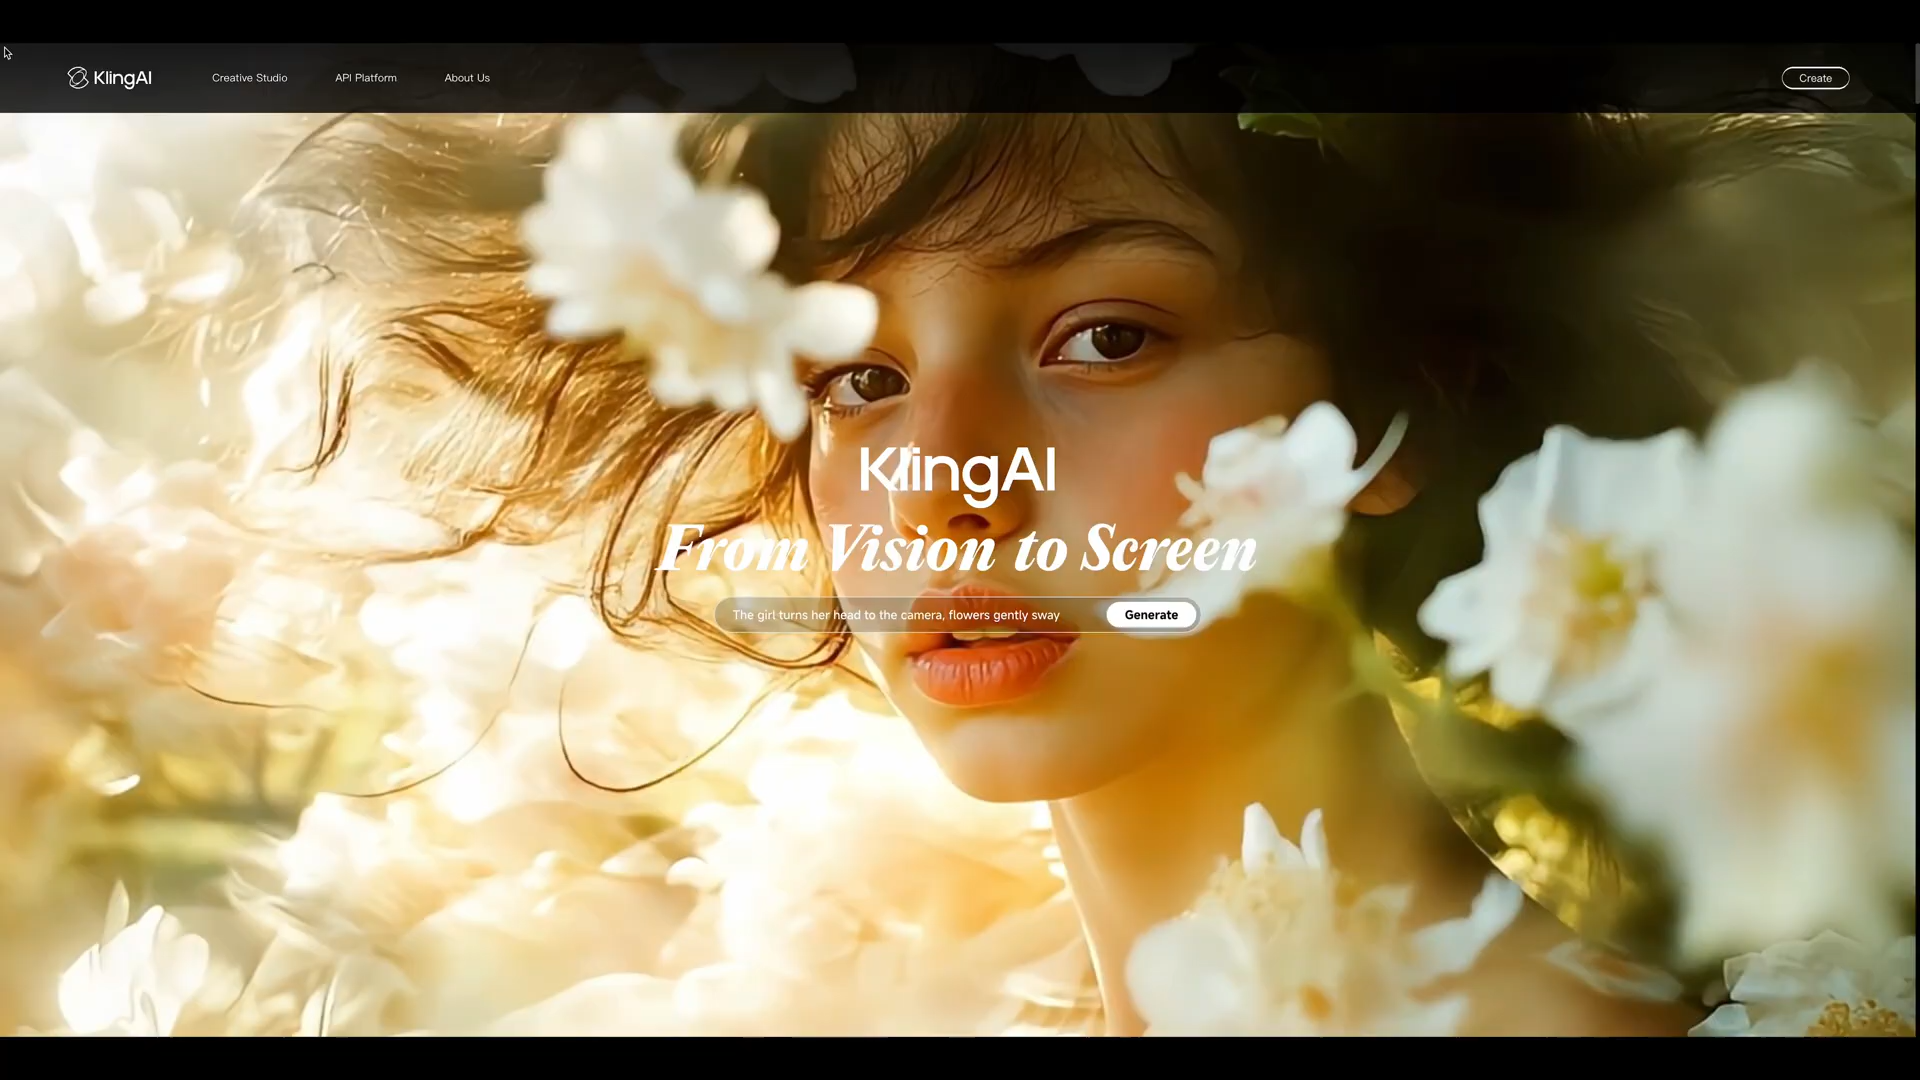 KlingAI
Creative Studio
API Platform
About Us
Create
KlingAI
From Vision to Screen
The girl turns her head to the camera, flowers gently sway
Generate